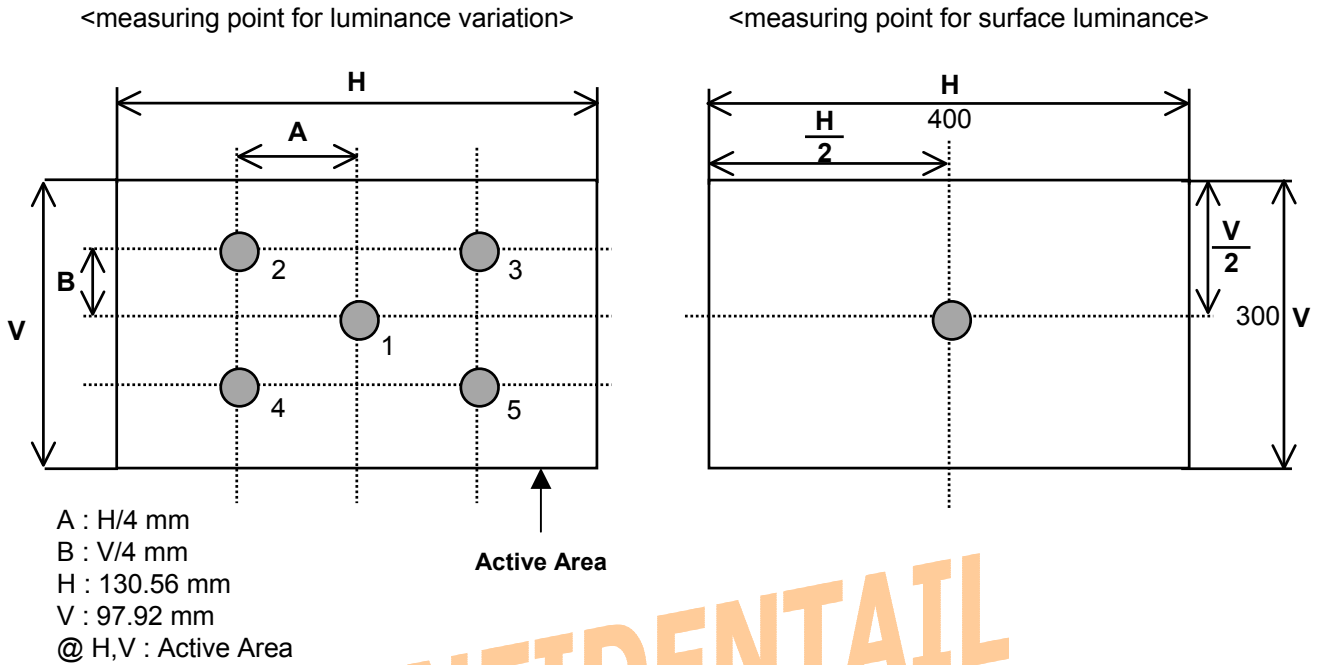 <measuring point for luminance variation>
<measuring point for surface luminance>
H
A
B
V
2
3
1
4
5
H
400
H
2
V
2
300
V
Active Area
A : H/4 mm
B : V/4 mm
H : 130.56 mm
V : 97.92 mm
@ H,V : Active Area